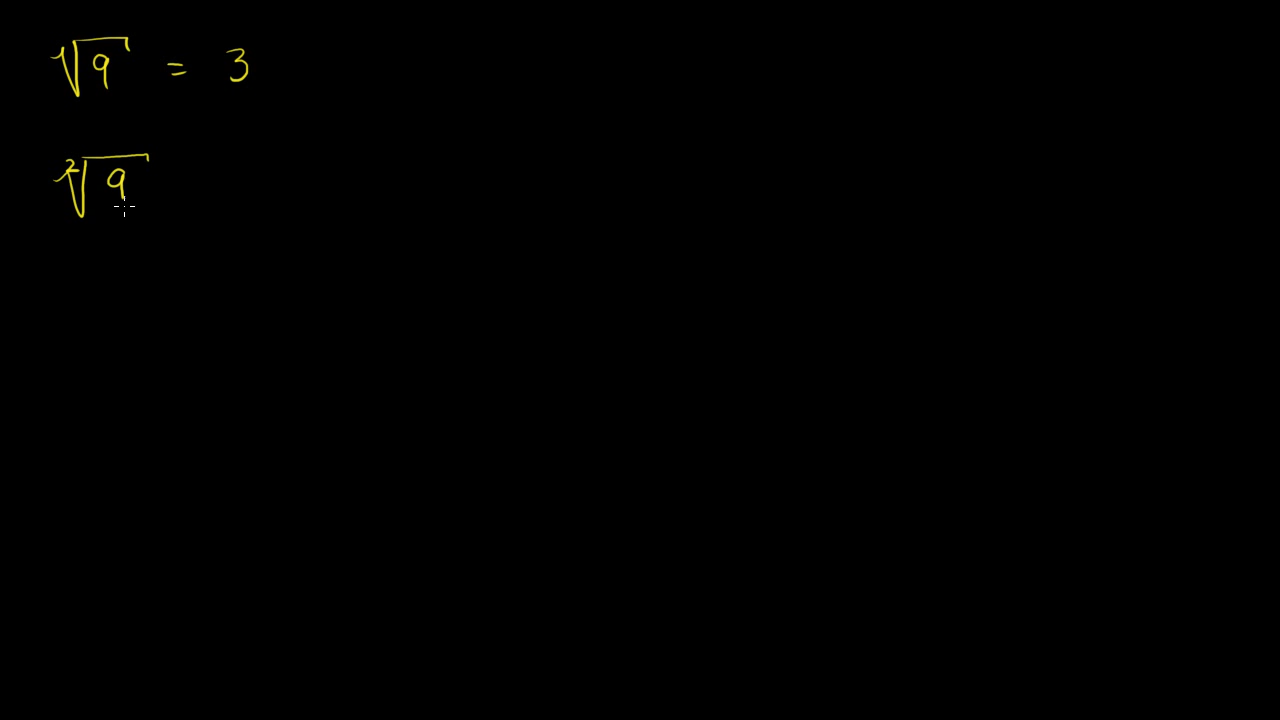 √9 = 3
²√9